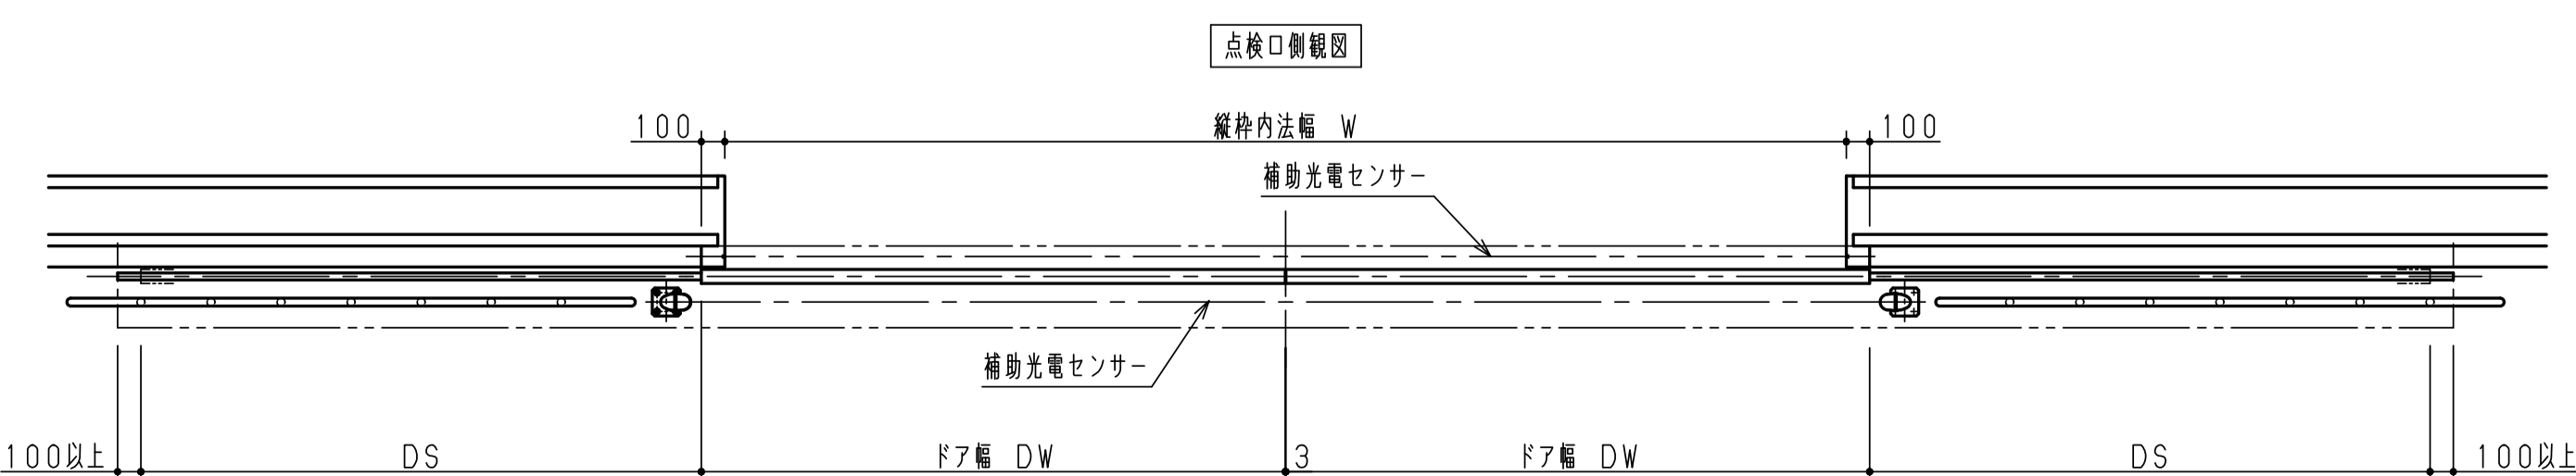 点検口側観図
100
縦枠内法幅 W
100
補助光電センサー
補助光電センサー
100以上
DS
ドア幅 DW
3
ドア幅 DW
DS
100以上